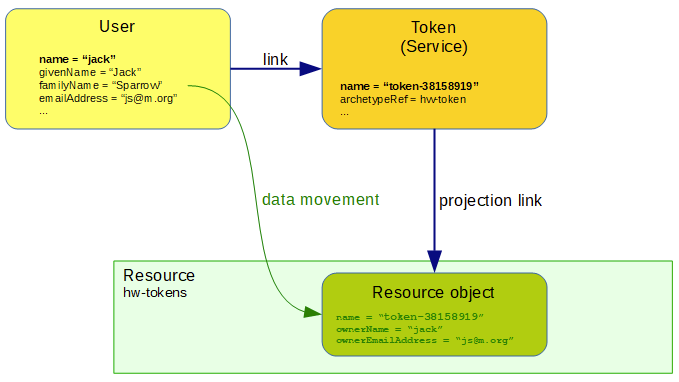 User
name = “jack”
givenName = “Jack”
familyName = “Sparrow”
emailAddress = “js@m.org”
...
link
Token
(Service)
name = “token-38158919”
archetypeRef = hw-token
...
data movement
projection link
Resource
hw-tokens
Resource object
name = “token-38158919”
ownerName = “jack”
ownerEmailAddress = “js@m.org”